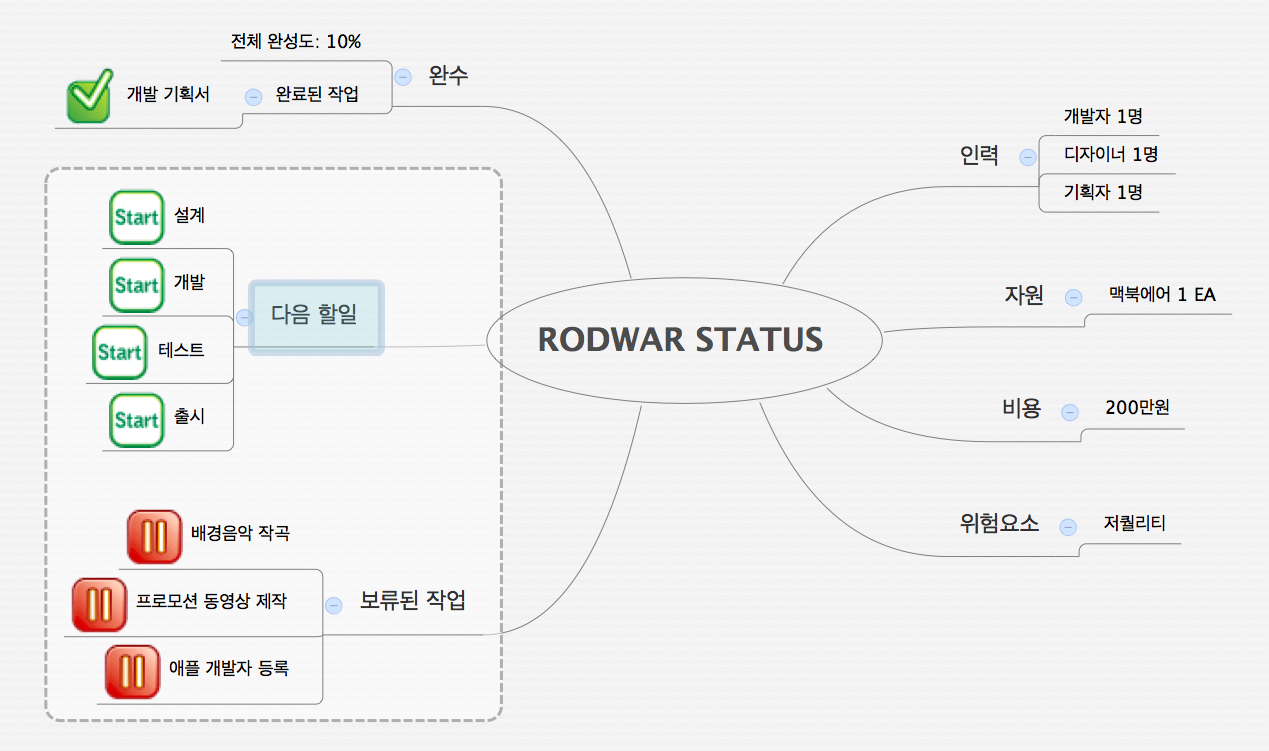 전체 완성도: 10%
완수
개발 기획서
완료된 작업
Start 설계
Start 개발
다음 할일
Start 테스트
Start 출시
배경음악 작곡
프로모션 동영상 제작
보류된 작업
애플 개발자 등록
RODWAR STATUS
개발자 1명
인력
디자이너 1명
기획자 1명
자원
맥북에어 1 EA
비용
200만원
위험요소
저퀄리티